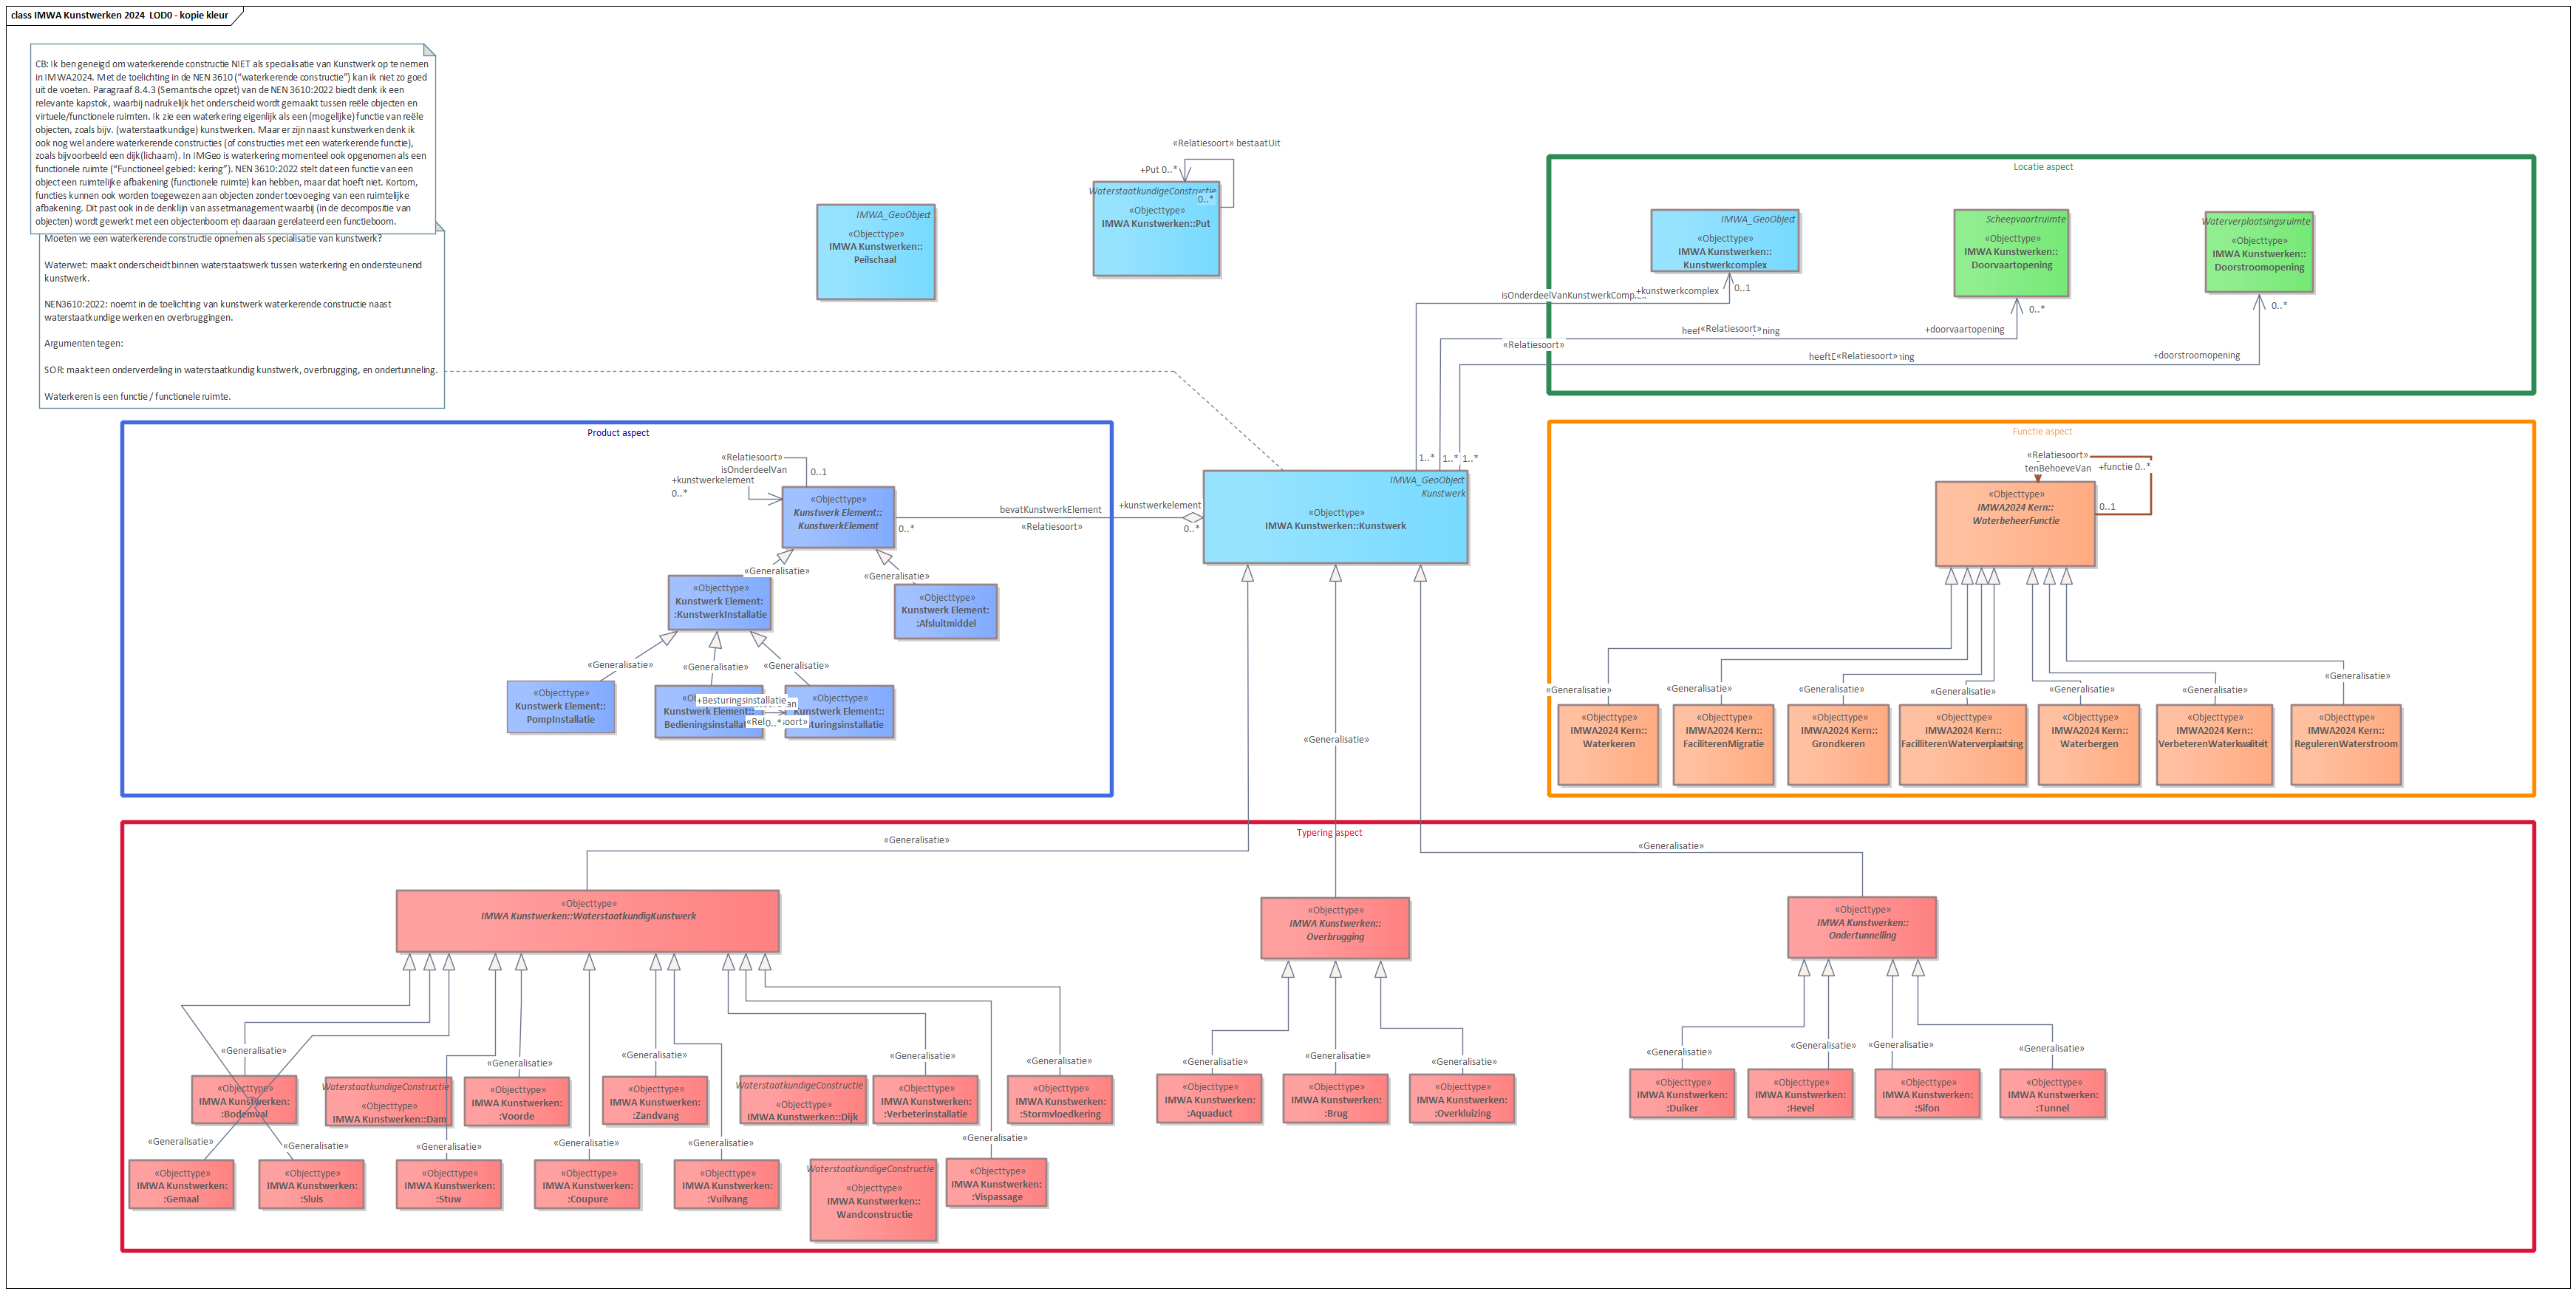 class IMWA Kunstwerken 2024 LOD0 - kopie kleur
CB: Ik ben geneigd om waterkerende constructie NIET als specialisatie van Kunstwerk op te nemen
in IMWA2024. Met de toelichting in de NEN 3610 ("waterkerende constructie") kan ik niet zo goed
uit de voeten. Paragraaf 8.4.3 (Semantische opzet) van de NEN 3610:2022 biedt denk ik een
relevante kapstok, waarbij nadrukelijk het onderscheid wordt gemaakt tussen reële objecten en
virtuele/functionele ruimten. Ik zie een waterkering eigenlijk als een (mogelijke) functie van reële
objecten, zoals bijv. (waterstaatkundige) kunstwerken. Maar er zijn naast kunstwerken denk ik
ook nog wel andere waterkerende constructies (of constructies met een waterkerende functie),
zoals bijvoorbeeld een dijk(lichaam). In IMGeo is waterkering momenteel ook opgenomen als een
functionele ruimte ("Functioneel gebied: kering"). NEN 3610:2022 stelt dat een functie van een
object een ruimtelijke afbakening (functionele ruimte) kan hebben, maar dat hoeft niet. Kortom,
functies kunnen ook worden toegewezen aan objecten zonder toevoeging van een ruimtelijke
afbakening. Dit past ook in de denklijn van assetmanagement waarbij (in de decompositie van
objecten) wordt gewerkt met een objectenboom en daaraan gerelateerd een functieboom.
Moeten we een waterkerende constructie opnemen als specialisatie van kunstwerk?
Waterwet: maakt onderscheidt binnen waterstaatswerk tussen waterkering en ondersteunend
kunstwerk.
NEN3610:2022: noemt in de toelichting van kunstwerk waterkerende constructie naast
waterstaatkundige werken en overbruggingen.
Argumenten tegen:
SOR: maakt een onderverdeling in waterstaatkundig kunstwerk, overbrugging, en ondertunneling.
Waterkeren is een functie / functionele ruimte.
IMWA_GeoObject
«Objecttype»
IMWA Kunstwerken::
Peilschaal
«Relatiesoort» bestaatUit
+Put 0..*
WaterstaatkundigeConstructie
0..*
«Objecttype»
IMWA Kunstwerken::Put
Locatie aspect
IMWA_GeoObject
«Objecttype»
IMWA Kunstwerken::
Kunstwerkcomplex
Scheepvaartruimte
«Objecttype»
IMWA Kunstwerken::
Doorvaartopening
Waterverplaatsingsruimte
«Objecttype»
IMWA Kunstwerken::
Doorstroomopening
+kunstwerkcomplex
0..1
0..*
0..*
«Relatiesoort»
+doorvaartopening
«Relatiesoort»
«Relatiesoort»
+doorstroomopening
Product aspect
«Relatiesoort»
isOnderdeelVan
0..1
+kunstwerkelement
0..*
«Objecttype»
Kunstwerk Element::
KunstwerkElement
0..*
bevatKunstwerkElement
«Relatiesoort»
+kunstwerkelement
0..*
1..*
1..*
1..*
IMWA_GeoObject
Kunstwerk
«Objecttype»
IMWA Kunstwerken::Kunstwerk
«Generalisatie»
«Generalisatie»
«Objecttype»
Kunstwerk Element:
:KunstwerkInstallatie
«Objecttype»
Kunstwerk Element:
:Afsluitmiddel
«Generalisatie»
«Generalisatie»
«Generalisatie»
«Objecttype»
Kunstwerk Element::
PompInstallatie
+Besturingsinstallatie
Kunstwerk Element::
0..*
«Objecttype»
Functie aspect
«Relatiesoort»
tenBehoeveVan
+functie 0..*
0..1
«Objecttype»
IMWA2024 Kern::
WaterbeheerFunctie
«Generalisatie»
«Generalisatie»
«Generalisatie»
«Generalisatie»
«Generalisatie»
«Generalisatie»
«Generalisatie»
«Objecttype»
IMWA2024 Kern::
Waterkeren
«Objecttype»
IMWA2024 Kern::
FaciliterenMigratie
«Objecttype»
IMWA2024 Kern::
Grondkeren
«Objecttype»
IMWA2024 Kern::
FacilliterenWaterverplaatsing
«Objecttype»
IMWA2024 Kern::
Waterbergen
«Objecttype»
IMWA2024 Kern::
VerbeterenWaterkwaliteit
«Objecttype»
IMWA2024 Kern::
RegulerenWaterstroom
«Generalisatie»
Typering aspect
«Generalisatie»
«Generalisatie»
«Objecttype»
IMWA Kunstwerken::WaterstaatkundigKunstwerk
«Objecttype»
IMWA Kunstwerken::
Overbrugging
«Objecttype»
IMWA Kunstwerken::
Ondertunnelling
«Generalisatie»
«Generalisatie»
«Generalisatie»
«Generalisatie»
«Generalisatie»
«Objecttype»
IMWA Kunstwerken:
:Bodemval
WaterstaatkundigeConstructie
«Objecttype»
IMWA Kunstwerken::Dam
«Objecttype»
IMWA Kunstwerken:
:Voorde
«Objecttype»
IMWA Kunstwerken:
:Zandvang
WaterstaatkundigeConstructie
«Objecttype»
IMWA Kunstwerken::Dijk
«Objecttype»
IMWA Kunstwerken:
:Verbeterinstallatie
«Objecttype»
IMWA Kunstwerken:
:Stormvloedkering
«Generalisatie»
«Generalisatie»
«Generalisatie»
«Objecttype»
IMWA Kunstwerken:
:Aquaduct
«Objecttype»
IMWA Kunstwerken:
:Brug
«Objecttype»
IMWA Kunstwerken:
:Overkluizing
«Generalisatie»
«Generalisatie»
«Generalisatie»
«Generalisatie»
«Objecttype»
IMWA Kunstwerken:
:Duiker
«Objecttype»
IMWA Kunstwerken:
:Hevel
«Objecttype»
IMWA Kunstwerken:
:Sifon
«Objecttype»
IMWA Kunstwerken:
:Tunnel
«Generalisatie»
«Generalisatie»
«Generalisatie»
«Generalisatie»
«Generalisatie»
«Generalisatie»
«Objecttype»
IMWA Kunstwerken:
:Gemaal
«Objecttype»
IMWA Kunstwerken:
:Sluis
«Objecttype»
IMWA Kunstwerken:
:Stuw
«Objecttype»
IMWA Kunstwerken:
:Coupure
«Objecttype»
IMWA Kunstwerken:
:Vuilvang
WaterstaatkundigeConstructie
«Objecttype»
IMWA Kunstwerken::
Wandconstructie
«Objecttype»
IMWA Kunstwerken:
:Vispassage